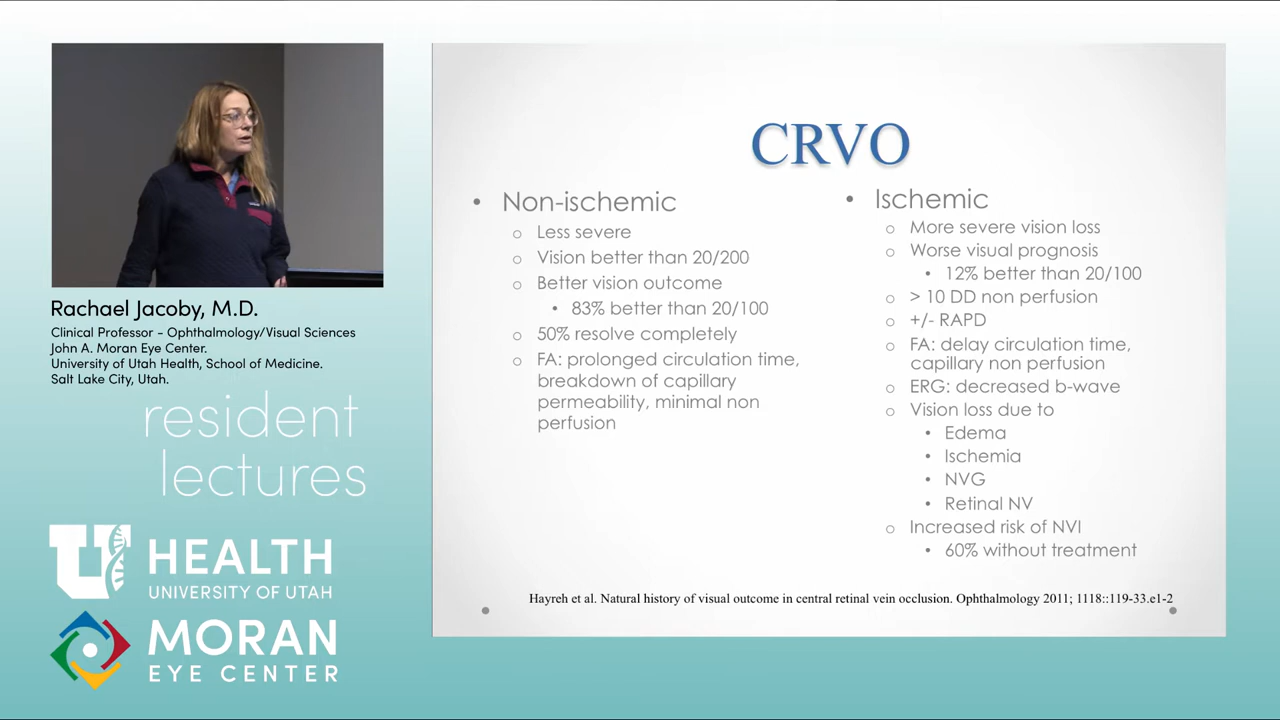 Rachael Jacoby, M.D.
Clinical Professor - Ophthalmology/Visual Sciences
John A. Moran Eye Center.
University of Utah Health, School of Medicine.
Salt Lake City, Utah.
resident
lectures
U HEALTH
UNIVERSITY OF UTAH
MORAN
EYE CENTER
CRVO
• Non-ischemic
o Less severe
o Vision better than 20/200
o Better vision outcome
• 83% better than 20/100
o 50% resolve completely
o FA: prolonged circulation time,
breakdown of capillary
permeability, minimal non
perfusion
• Ischemic
o More severe vision loss
o Worse visual prognosis
• 12% better than 20/100
o > 10 DD non perfusion
o +/- RAPD
o FA: delay circulation time,
capillary non perfusion
o ERG: decreased b-wave
o Vision loss due to
• Edema
• Ischemia
• NVG
• Retinal NV
o Increased risk of NVI
• 60% without treatment
Hayreh et al. Natural history of visual outcome in central retinal vein occlusion. Ophthalmology 2011; 1118::119-33.e1-2